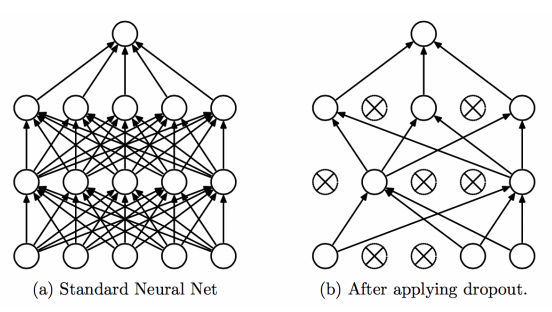 (a) Standard Neural Net
(b) After applying dropout.